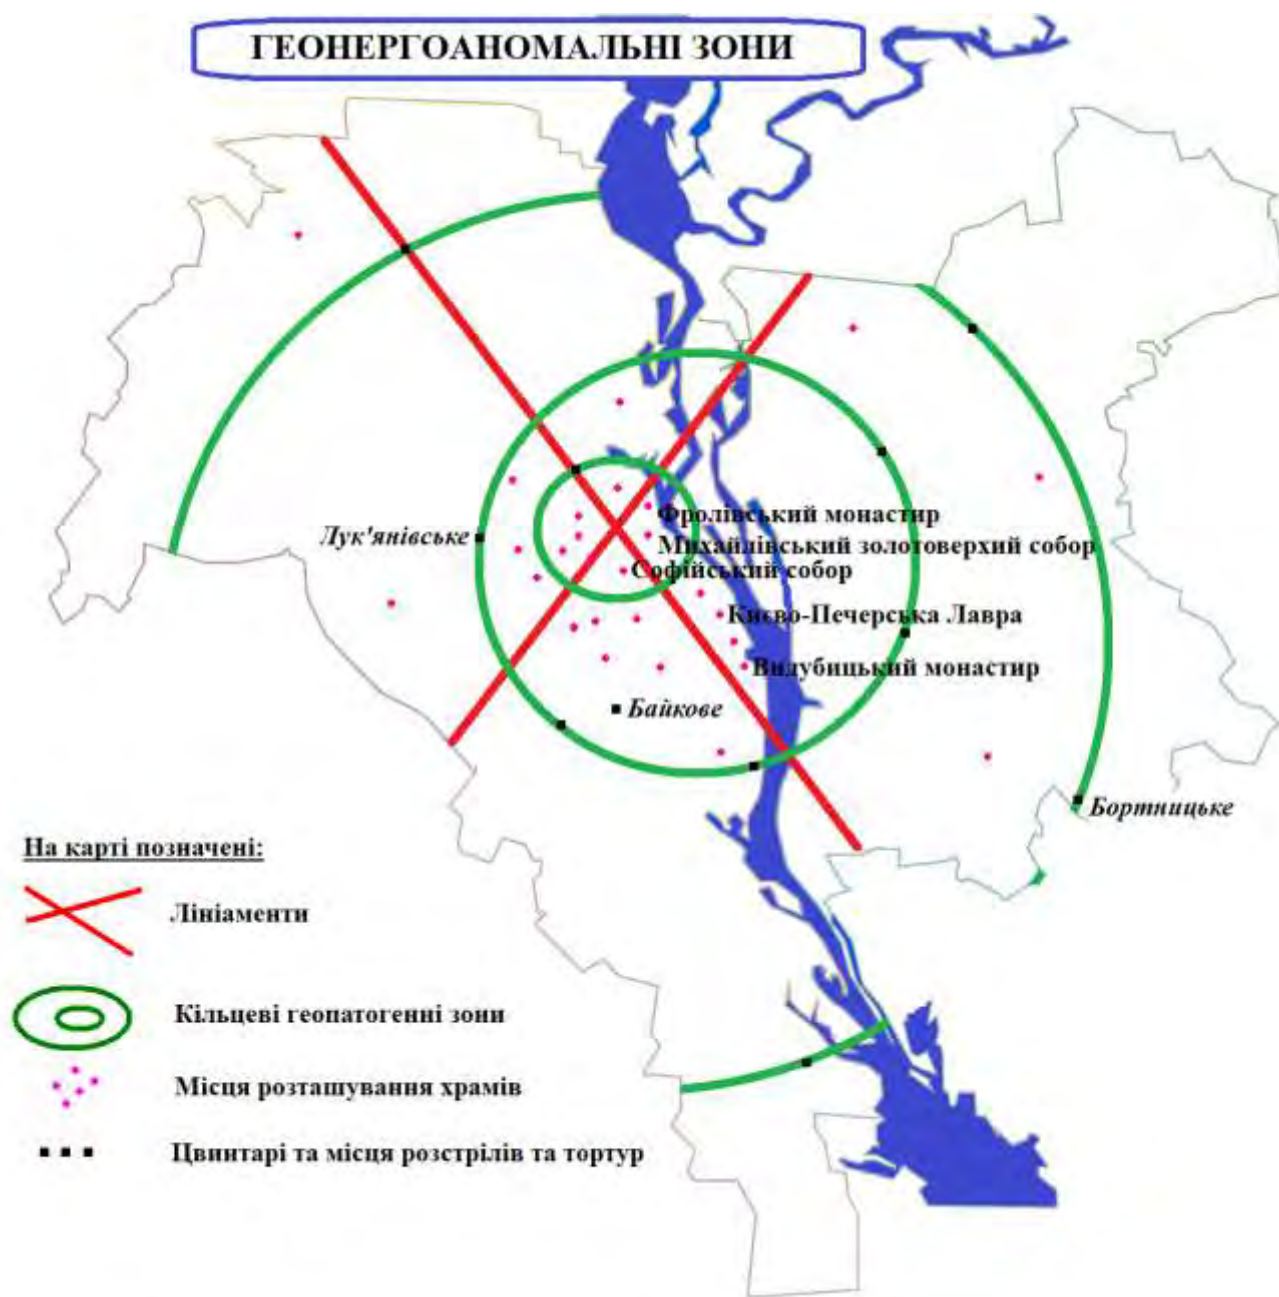 ГЕОНЕРГОАНОМАЛЬНІ ЗОНИ
Фролівський монастир
Лук'янівське
Михайлівський золотоверхий собор
Софійський собор
Києво-Печерська Лавра
Видубицький монастир
Байкове
Бортницьке
На карті позначені:
Лініаменти
Кільцеві геопатогенні зони
Місця розташування храмів
Цвинтарі та місця розстрілів та тортур